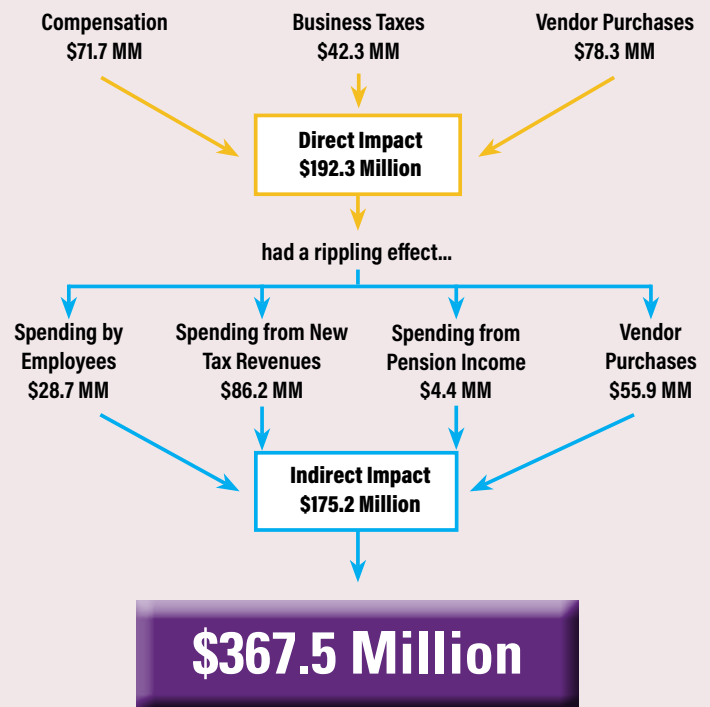 Compensation
$71.7 MM
Business Taxes
$42.3 MM
Vendor Purchases
$78.3 MM
Direct Impact
$192.3 Million
had a rippling effect...
Spending by
Employees
$28.7 MM
Spending from New
Tax Revenues
$86.2 MM
Spending from
Pension Income
$4.4 MM
Vendor
Purchases
$55.9 MM
Indirect Impact
$175.2 Million
$367.5 Million